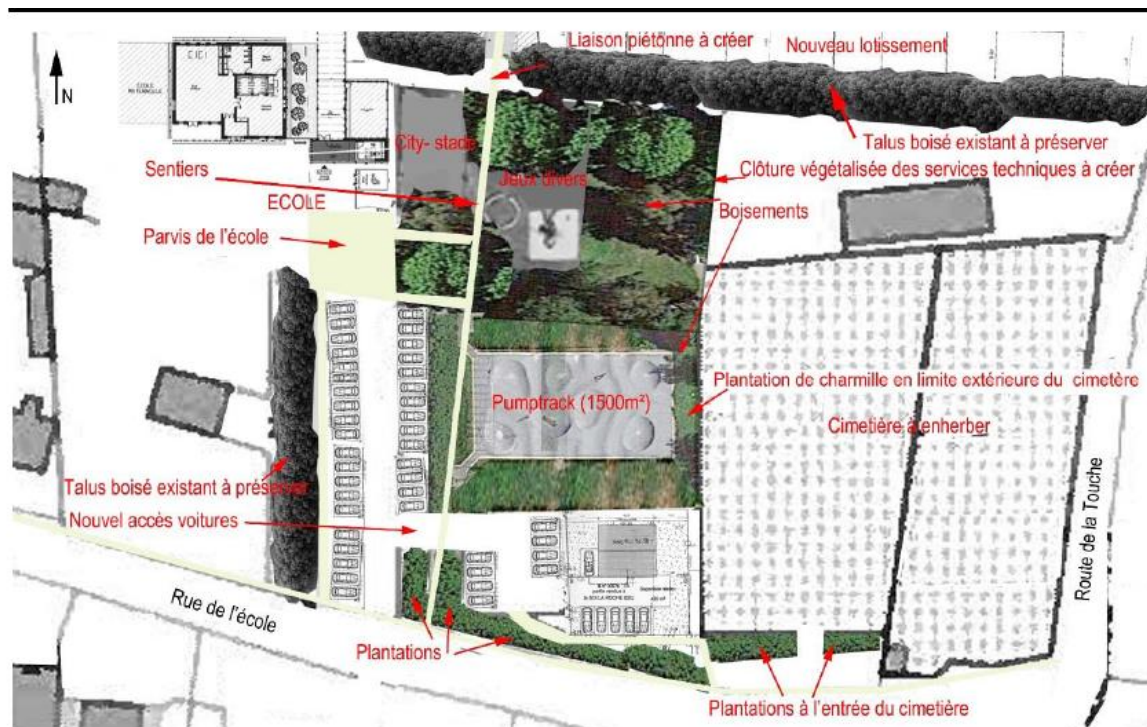 Liaison piétonne à créer
Nouveau lotissement
N
City- stade
Talus boisé existant à préserver
Sentiers
Jeux divers
Clôture végétalisée des services techniques à créer
ECOLE
Boisements
Parvis de l'école
Plantation de charmille en limite extérieure du cimetère
Pumptrack (1500m²)
Cimetière à enherber
Talus boisé existant à préserver
Nouvel accès voitures
Route de la Touche
Rue de l'école
Plantations
Plantations à l'entrée du cimetère